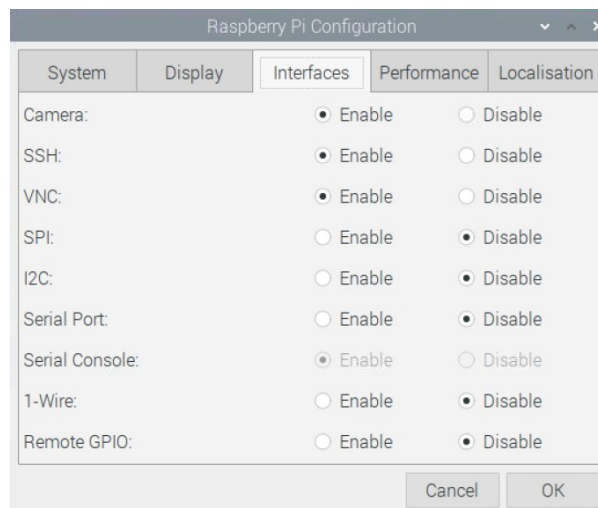 Raspberry Pi Configuration
System Display Interfaces Performance Localisation
Camera: Enable Disable
SSH: Enable Disable
VNC: Enable Disable
SPI: Enable Disable
I2C: Enable Disable
Serial Port: Enable Disable
Serial Console: Enable Disable
1-Wire: Enable Disable
Remote GPIO: Enable Disable
Cancel OK